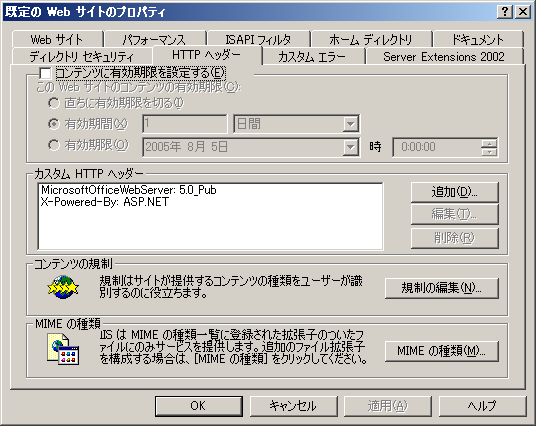 既定の Web サイトのプロパティ
Web サイト パフォーマンス ISAPI フィルタ ホーム ディレクトリ ドキュメント
ディレクトリ セキュリティ HTTP ヘッダー カスタム エラー Server Extensions 2002
コンテンツに有効期限を設定する(E)
この Web サイトのコンテンツの有効期限(C):
直ちに有効期限を切る(I)
有効期間(X) 1 日間
有効期限(O) 2005年 8月 5日 時 0:00:00
カスタム HTTP ヘッダー
MicrosoftOfficeWebServer: 5.0_Pub
X-Powered-By: ASP.NET
追加(D)...
編集(T)...
削除(R)
コンテンツの規制
規制はサイトが提供するコンテンツの種類をユーザーが識
別するのに役立ちます。
規制の編集(N)...
MIME の種類
IIS は MIME の種類一覧に登録された拡張子のついたフ
ァイルにのみサービスを提供します。追加のファイル拡張子
を構成する場合は、[MIME の種類] をクリックしてください。
MIME の種類(M)...
OK キャンセル 適用(A) ヘルプ